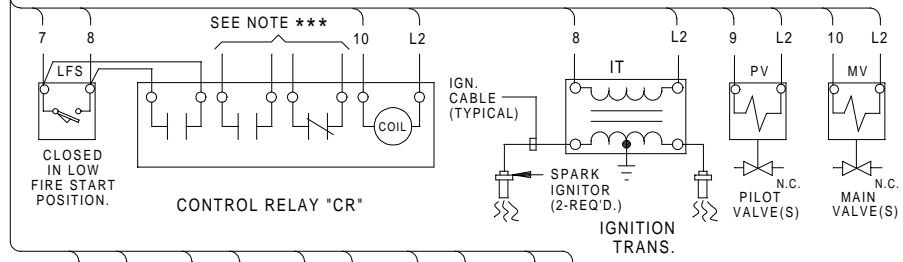 SEE NOTE ***
7 8 10 L2 8 L2 9 L2 10 L2
LFS
IT
PV
MV
IGN.
CABLE
(TYPICAL)
COIL
CLOSED
IN LOW
FIRE START
POSITION.
CONTROL RELAY "CR"
SPARK
IGNITOR
(2-REQ'D.)
IGNITION
TRANS.
N.C.
PILOT
VALVE(S)
N.C.
MAIN
VALVE(S)